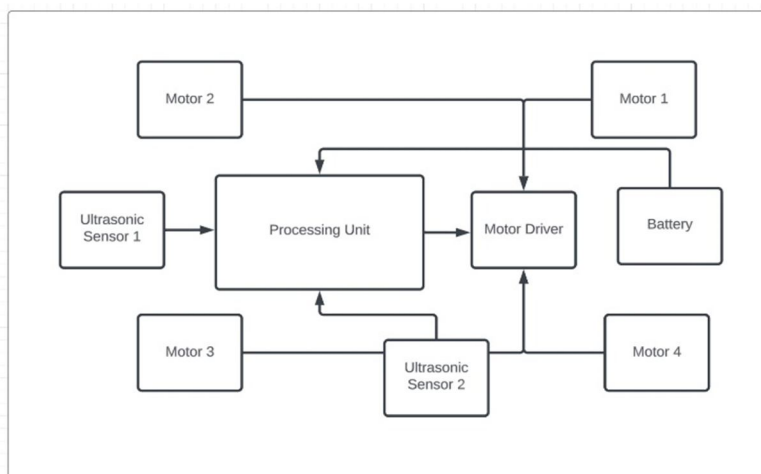 Motor 2
Motor 1
Ultrasonic
Sensor 1
Processing Unit
Motor Driver
Battery
Motor 3
Ultrasonic
Sensor 2
Motor 4